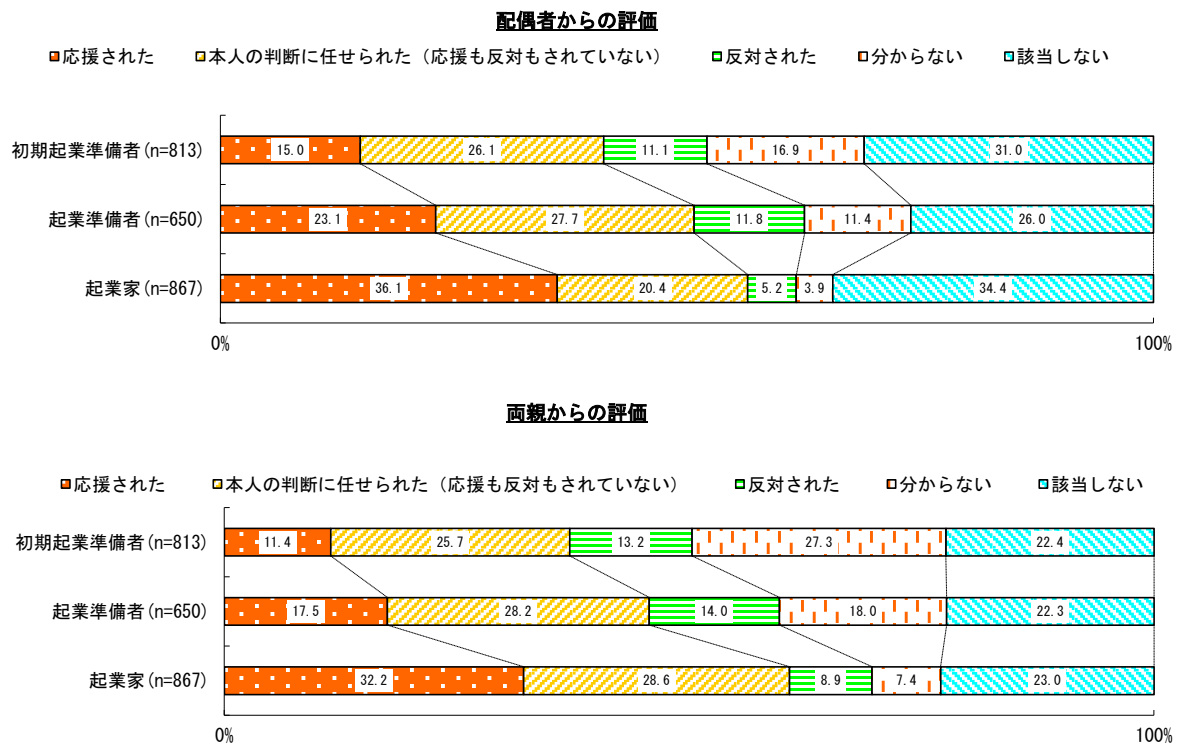 配偶者からの評価
応援された 本人の判断に任せられた（応援も反対もされていない） 反対された 分からない 該当しない
初期起業準備者(n=813) 15.0 26.1 11.1 16.9 31.0
起業準備者(n=650) 23.1 27.7 11.8 11.4 26.0
起業家(n=867) 36.1 20.4 5.2 3.9 34.4
0% 100%
両親からの評価
応援された 本人の判断に任せられた（応援も反対もされていない） 反対された 分からない 該当しない
初期起業準備者(n=813) 11.4 25.7 13.2 27.3 22.4
起業準備者(n=650) 17.5 28.2 14.0 18.0 22.3
起業家(n=867) 32.2 28.6 8.9 7.4 23.0
0% 100%